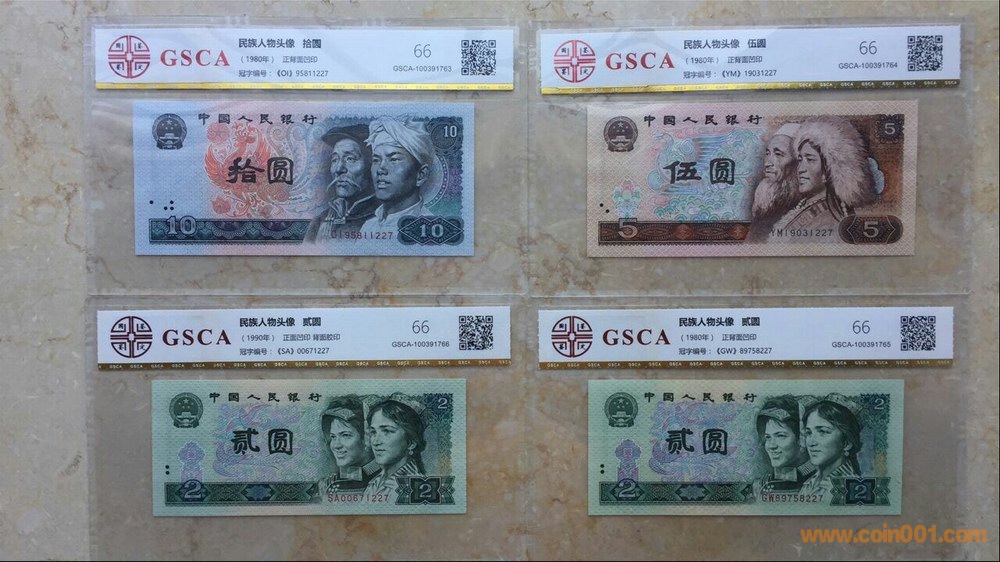 GSCA
民族人物头像 拾圆
(1980年) 正背面凹印
冠字编号:《OI》95811227
66
GSCA-100391763
中国人民银行
10
拾圆
10
OI95811227
10
GSCA
民族人物头像 伍圆
(1980年) 正背面凹印
冠字编号:《YM》19031227
66
GSCA-100391764
中国人民银行
5
伍圆
5
YM19031227
5
GSCA
民族人物头像 贰圆
(1990年) 正面凹印 背面胶印
冠字编号:《SA》00671227
66
GSCA-100391766
中国人民银行
2
贰圆
2
SA00671227
2
GSCA
民族人物头像 贰圆
(1980年) 正背面凹印
冠字编号:《GW》89758227
66
GSCA-100391765
中国人民银行
2
贰圆
2
GW89758227
2
www.coin001.com